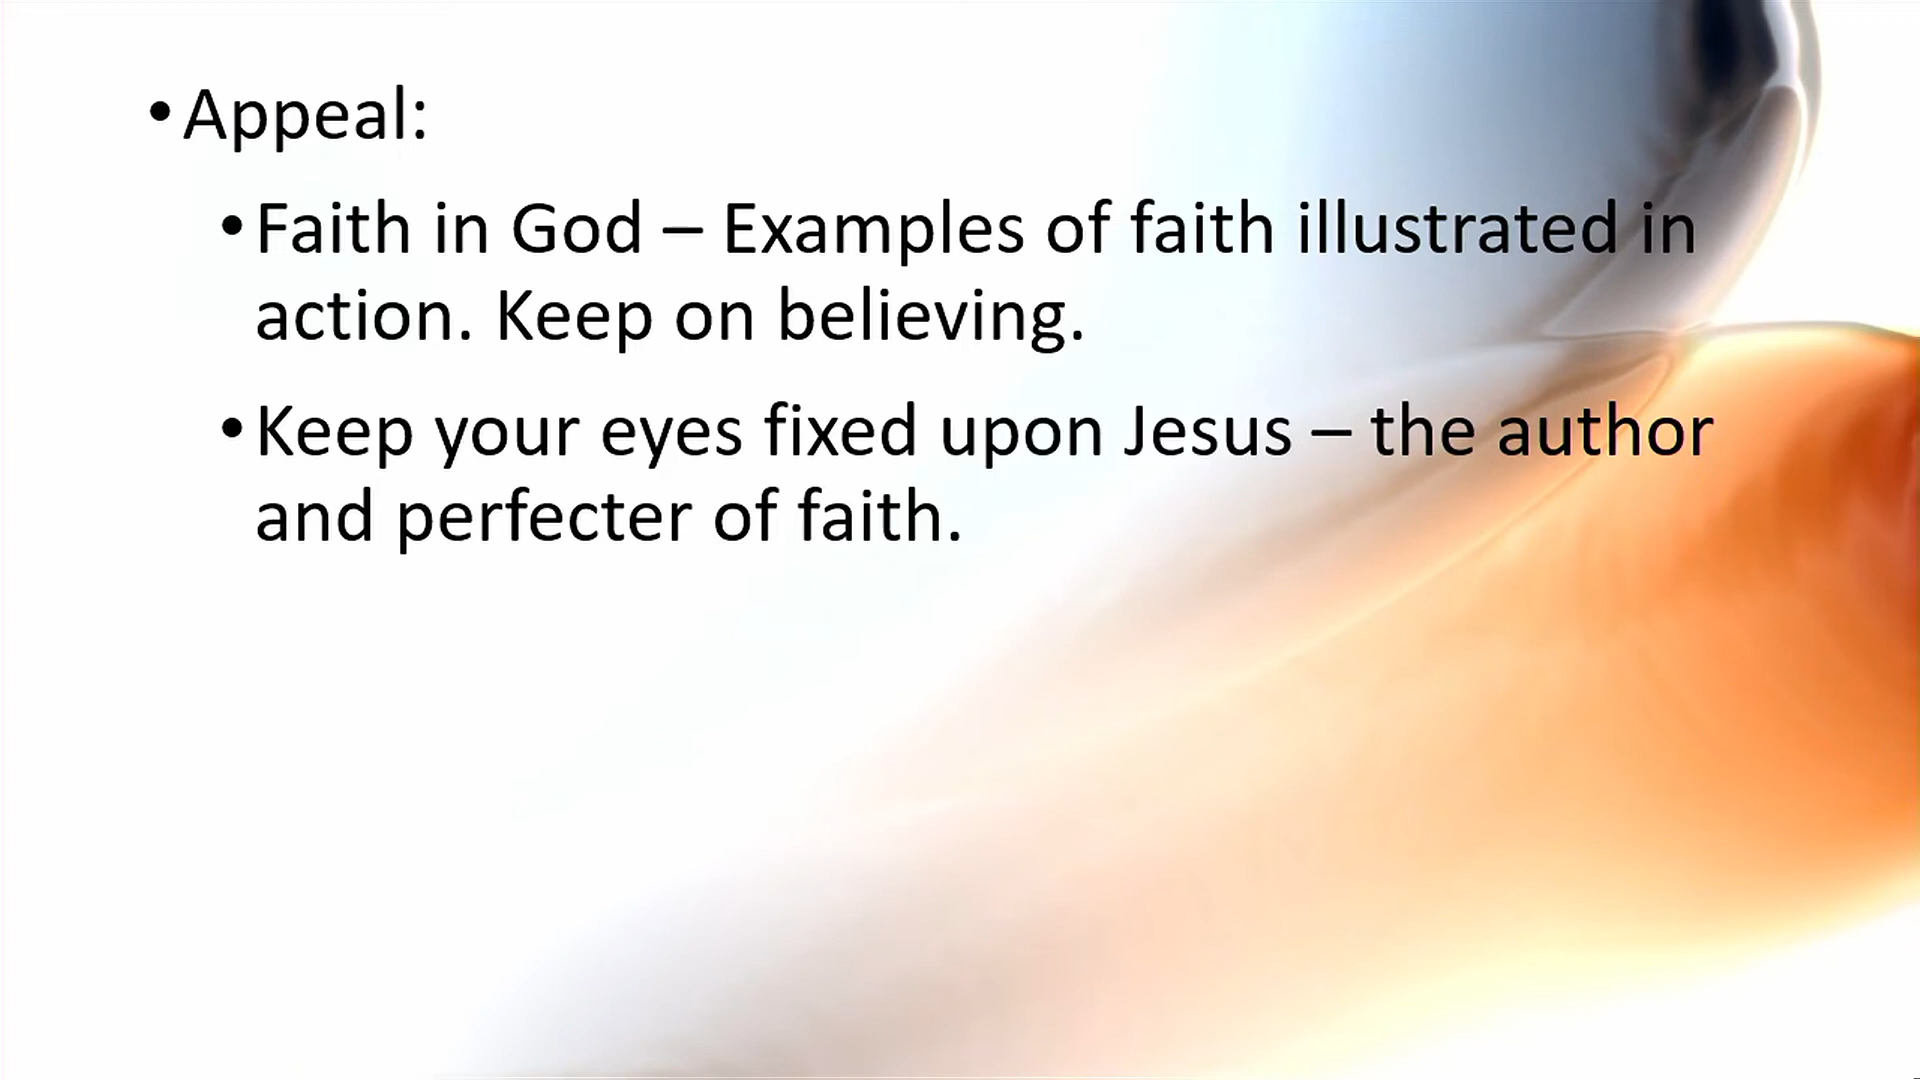 • Appeal:
• Faith in God – Examples of faith illustrated in
action. Keep on believing.
• Keep your eyes fixed upon Jesus – the author
and perfecter of faith.